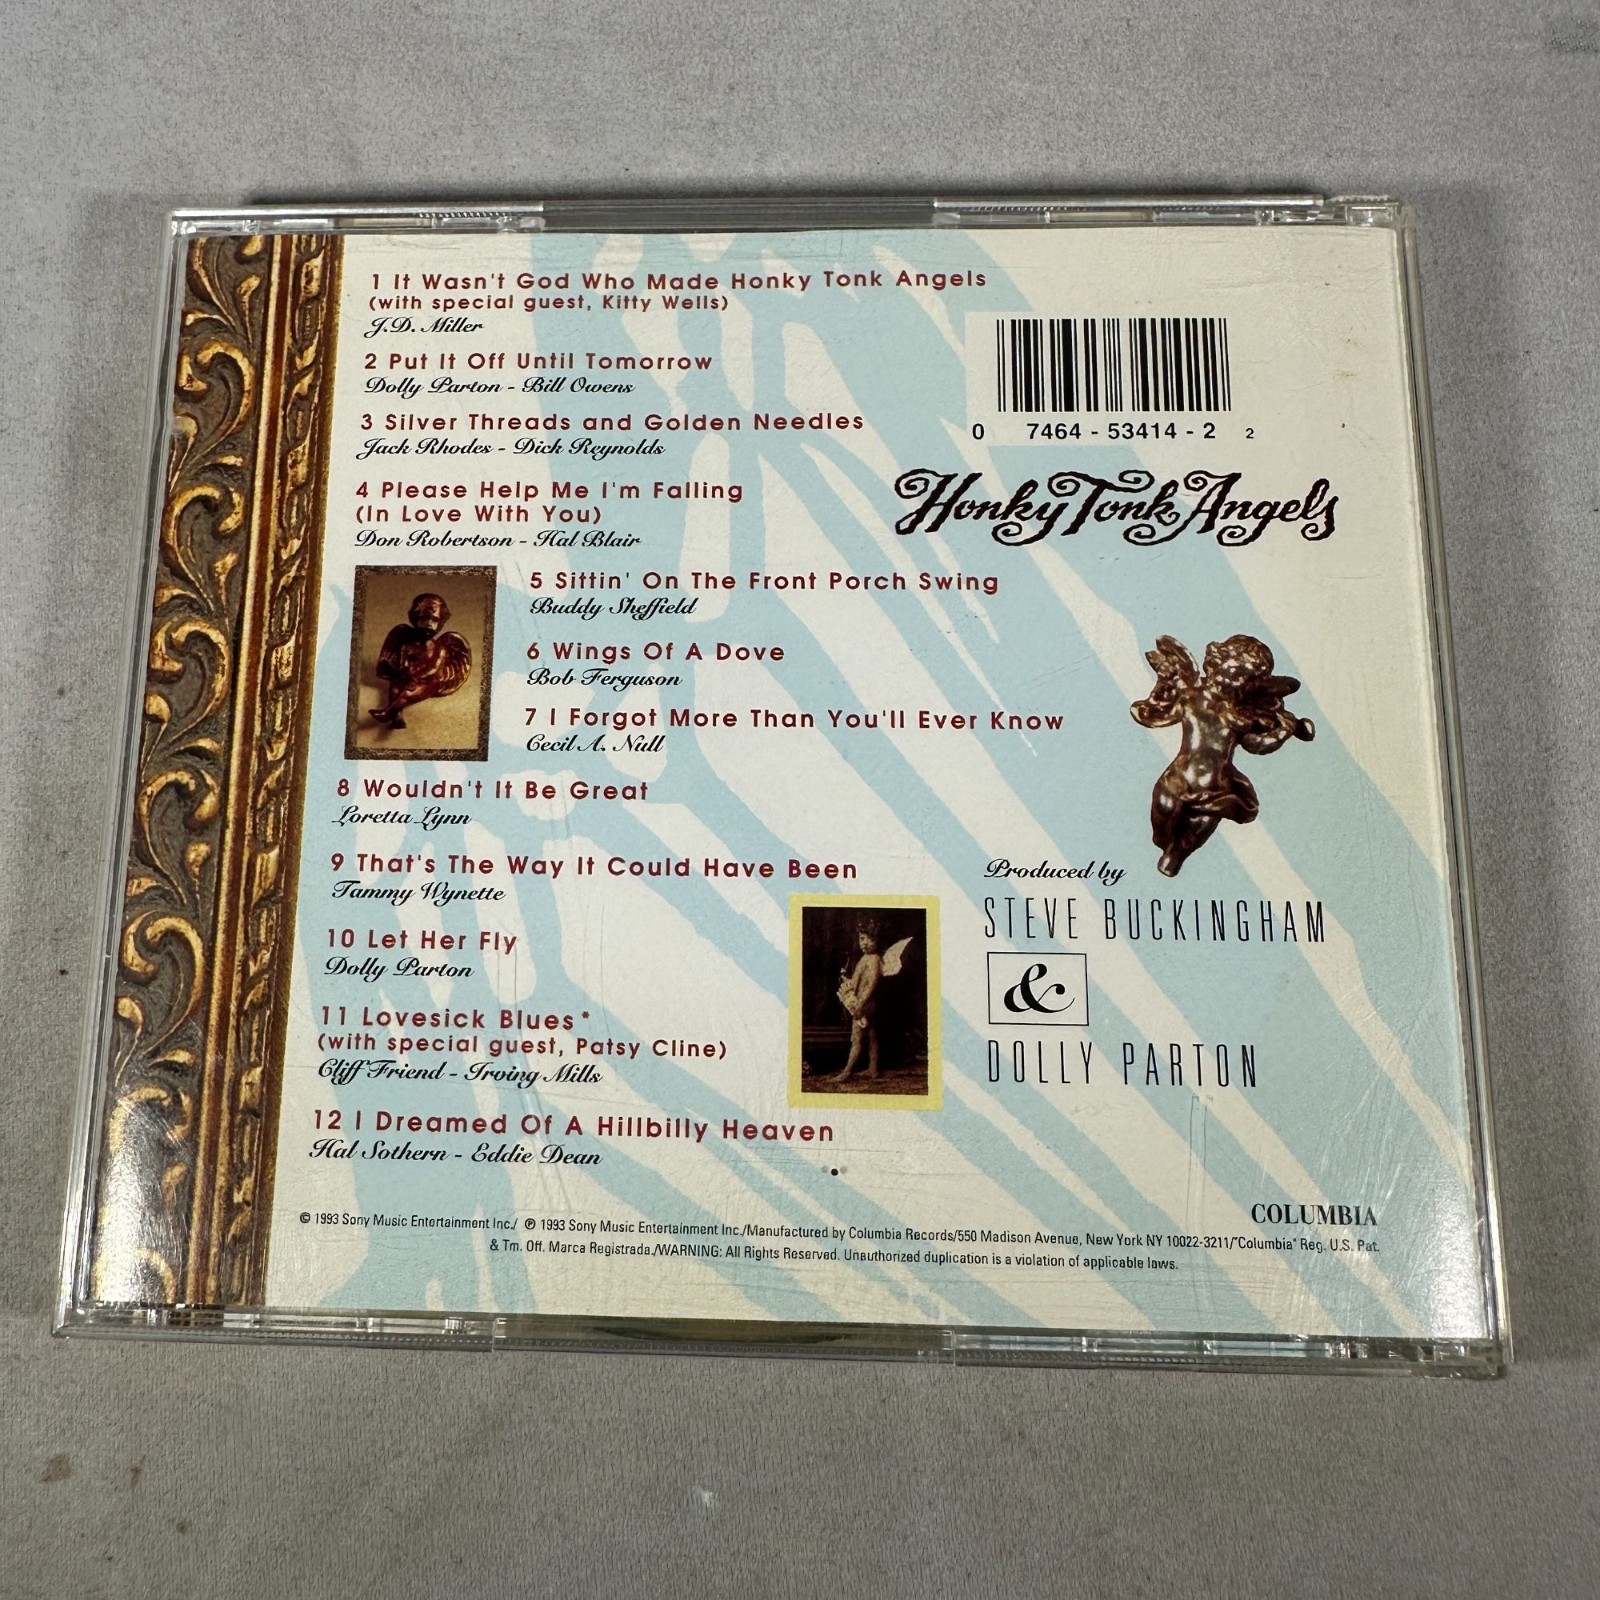 1 It Wasn't God Who Made Honky Tonk Angels
(with special guest, Kitty Wells)
J.D. Miller
2 Put It Off Until Tomorrow
Dolly Parton - Bill Owens
3 Silver Threads and Golden Needles
Jack Rhodes - Dick Reynolds
4 Please Help Me I'm Falling
(In Love With You)
Don Robertson - Hal Blair
5 Sittin' On The Front Porch Swing
Buddy Sheffield
6 Wings Of A Dove
Bob Ferguson
7 I Forgot More Than You'll Ever Know
Cecil A. Null
8 Wouldn't It Be Great
Loretta Lynn
9 That's The Way It Could Have Been
Tammy Wynette
10 Let Her Fly
Dolly Parton
11 Lovesick Blues*
(with special guest, Patsy Cline)
Cliff Friend - Irving Mills
12 I Dreamed Of A Hillbilly Heaven
Hal Sothern - Eddie Dean
0 7464 - 53414 - 2 2
Honky Tonk Angels
Produced by
STEVE BUCKINGHAM
&
DOLLY PARTON
COLUMBIA
© 1993 Sony Music Entertainment Inc./ ℗ 1993 Sony Music Entertainment Inc./Manufactured by Columbia Records/550 Madison Avenue, New York NY 10022-3211/"Columbia" Reg. U.S. Pat.
& Tm. Off. Marca Registrada./WARNING: All Rights Reserved. Unauthorized duplication is a violation of applicable laws.